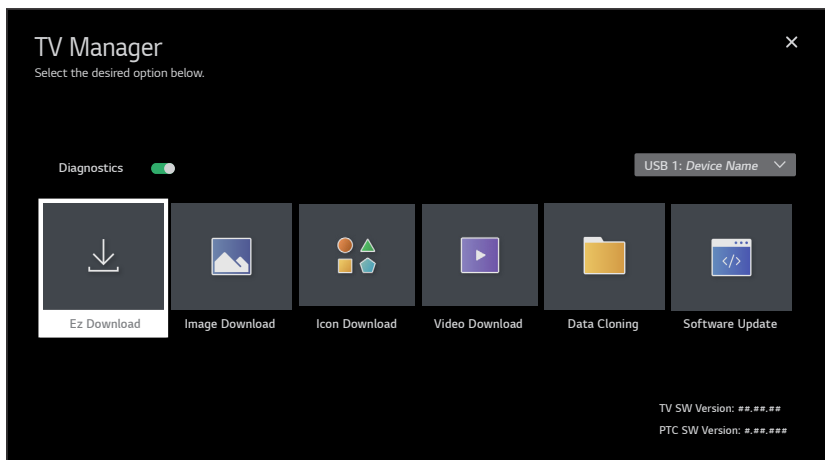 TV Manager
Select the desired option below.
Diagnostics
USB 1: Device Name
Ez Download
Image Download
Icon Download
Video Download
Data Cloning
Software Update
TV SW Version: ##.##.##
PTC SW Version: #.##.###